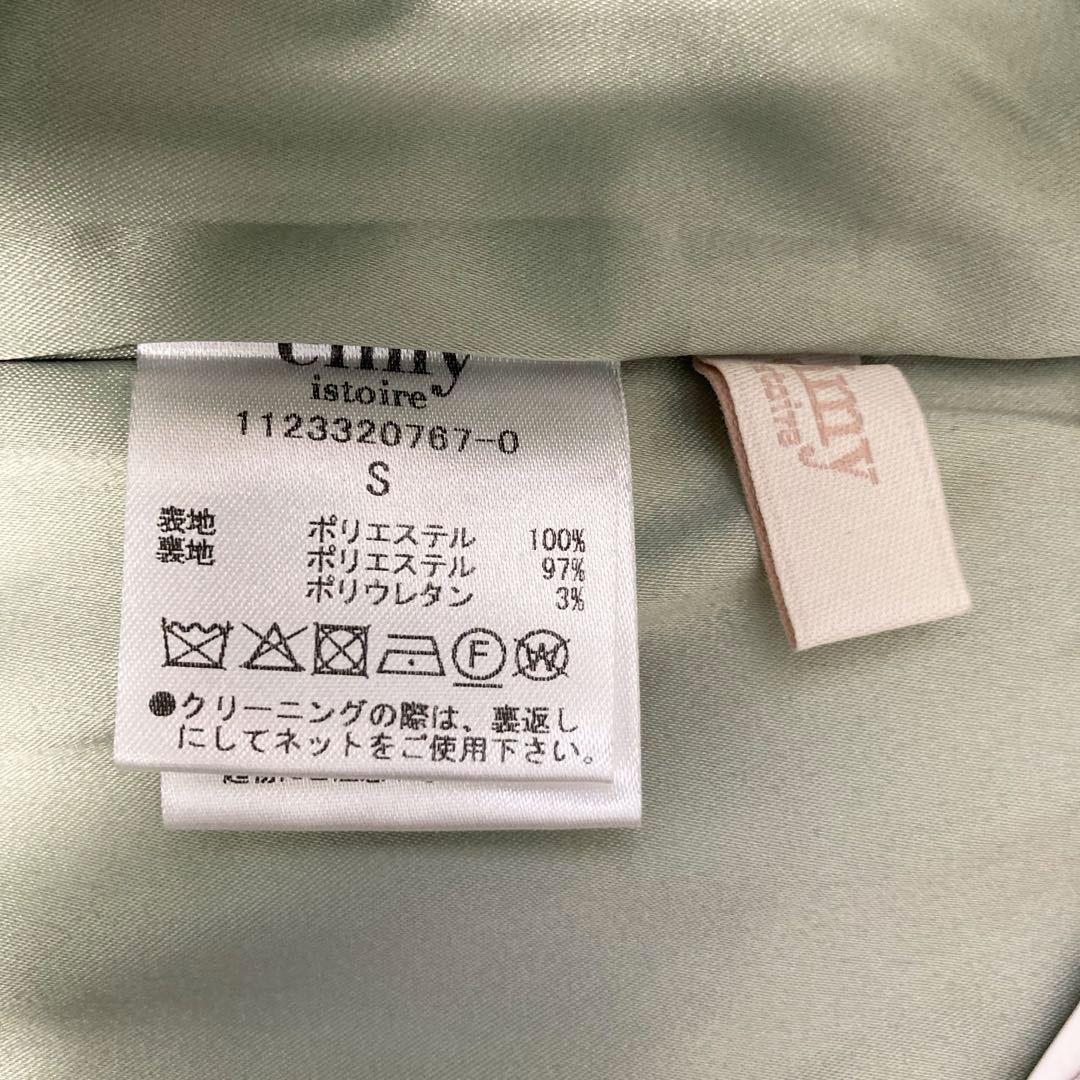 emmy
istoire
1123320767-0
S
表地 ポリエステル 100%
裏地 ポリエステル 97%
ポリウレタン 3%
F W
●クリーニングの際は、裏返し
にしてネットをご使用下さい。